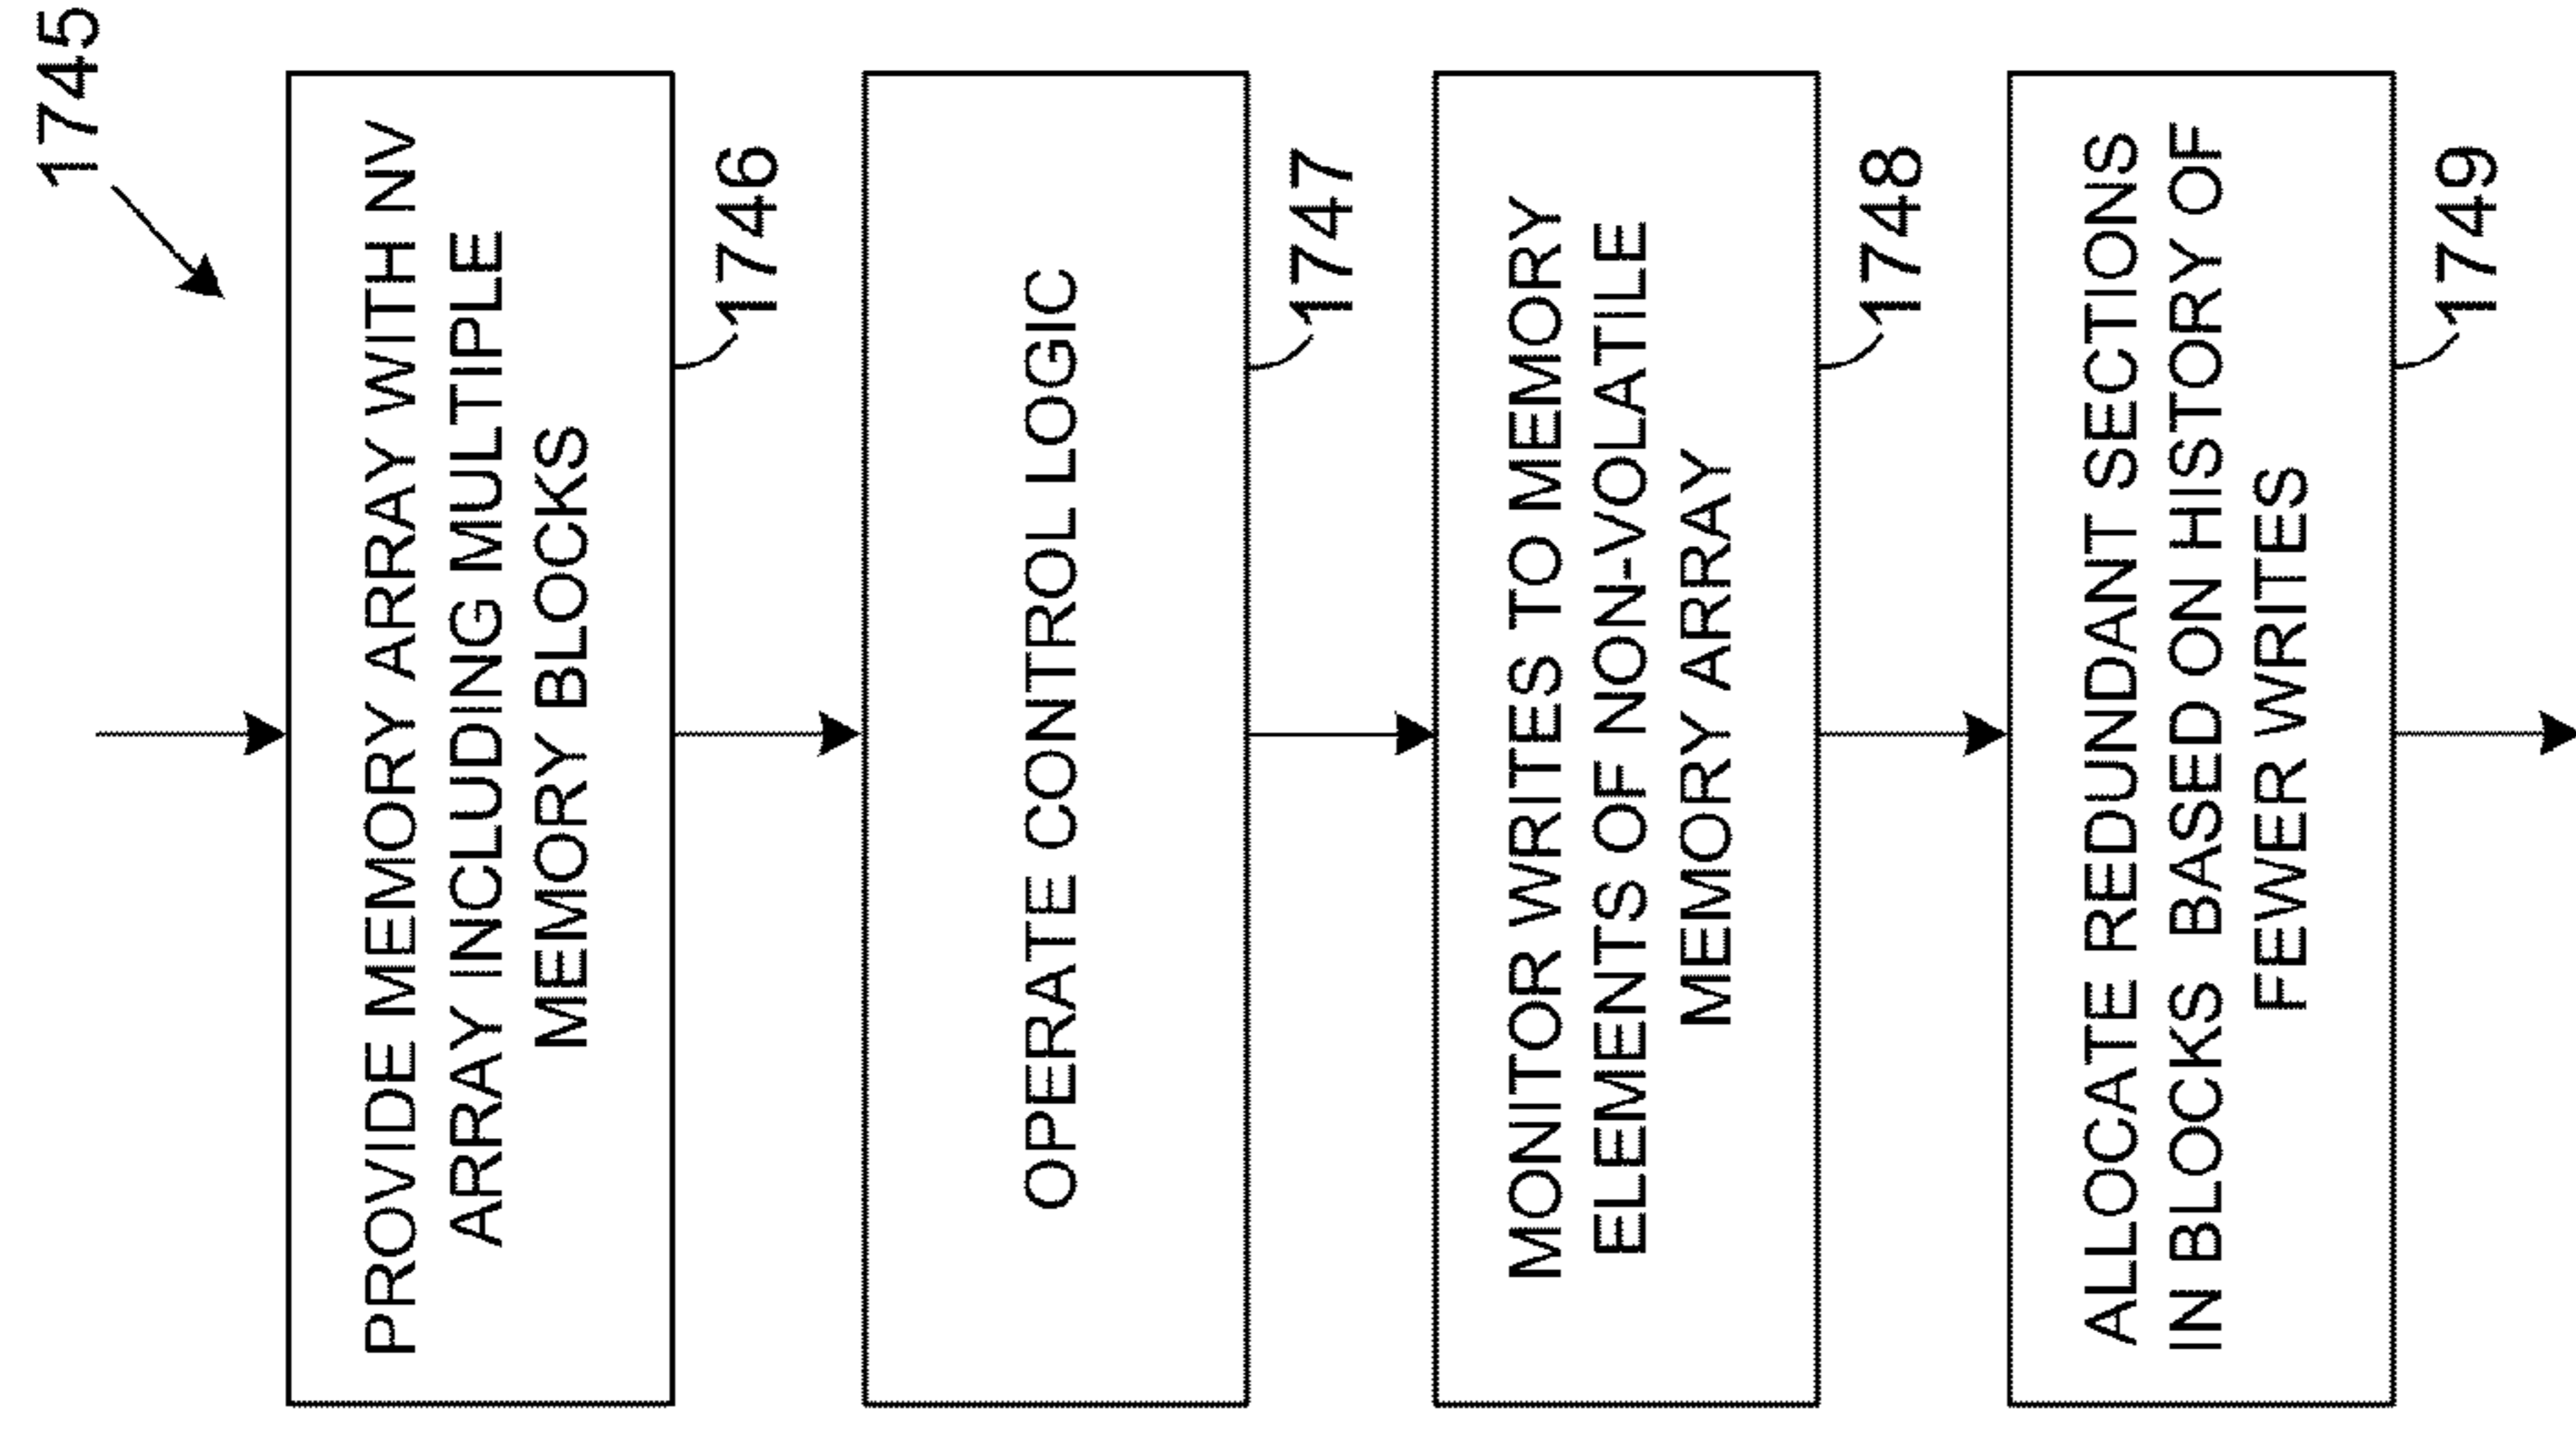 1745
PROVIDE MEMORY ARRAY WITH NV
ARRAY INCLUDING MULTIPLE
MEMORY BLOCKS
1746
OPERATE CONTROL LOGIC
1747
MONITOR WRITES TO MEMORY
ELEMENTS OF NON-VOLATILE
MEMORY ARRAY
1748
ALLOCATE REDUNDANT SECTIONS
IN BLOCKS BASED ON HISTORY OF
FEWER WRITES
1749